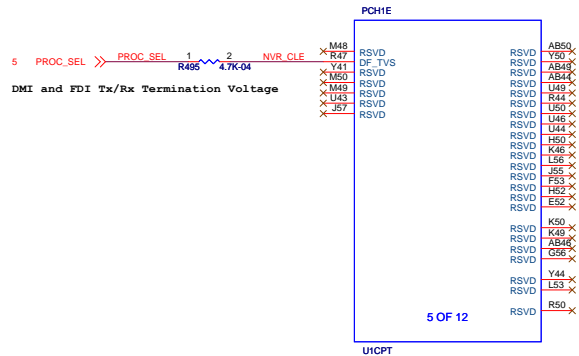 PCH1E
M48 RSVD RSVD AB50
5 PROC_SEL PROC_SEL 1 2 NVR_CLE R47 DF_TVS RSVD Y50
R495 4.7K-04
Y41 RSVD RSVD AB49
M50 RSVD RSVD AB44
DMI and FDI Tx/Rx Termination Voltage
M49 RSVD RSVD U49
U43 RSVD RSVD R44
J57 RSVD RSVD U50
RSVD U46
RSVD U44
RSVD H50
RSVD K46
RSVD L56
RSVD J55
RSVD F53
RSVD H52
RSVD E52
RSVD K50
RSVD K49
RSVD AB46
RSVD G56
RSVD Y44
RSVD L53
RSVD R50
5 OF 12
U1CPT